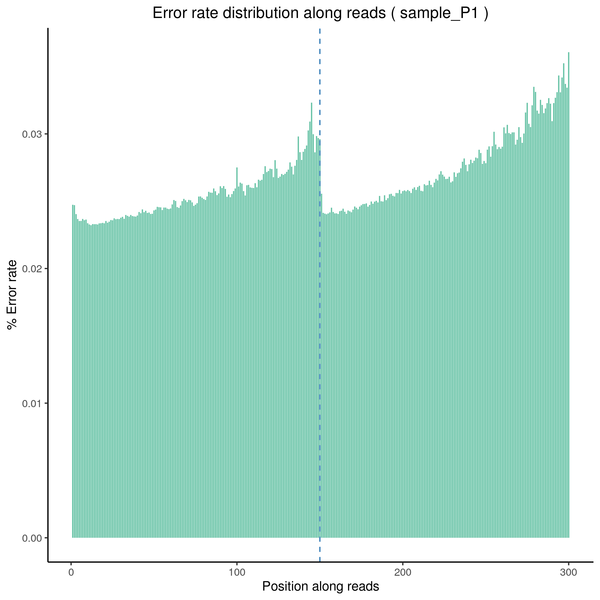 Error rate distribution along reads ( sample_P1 )
% Error rate
0.03
0.02
0.01
0.00
0 100 200 300
Position along reads